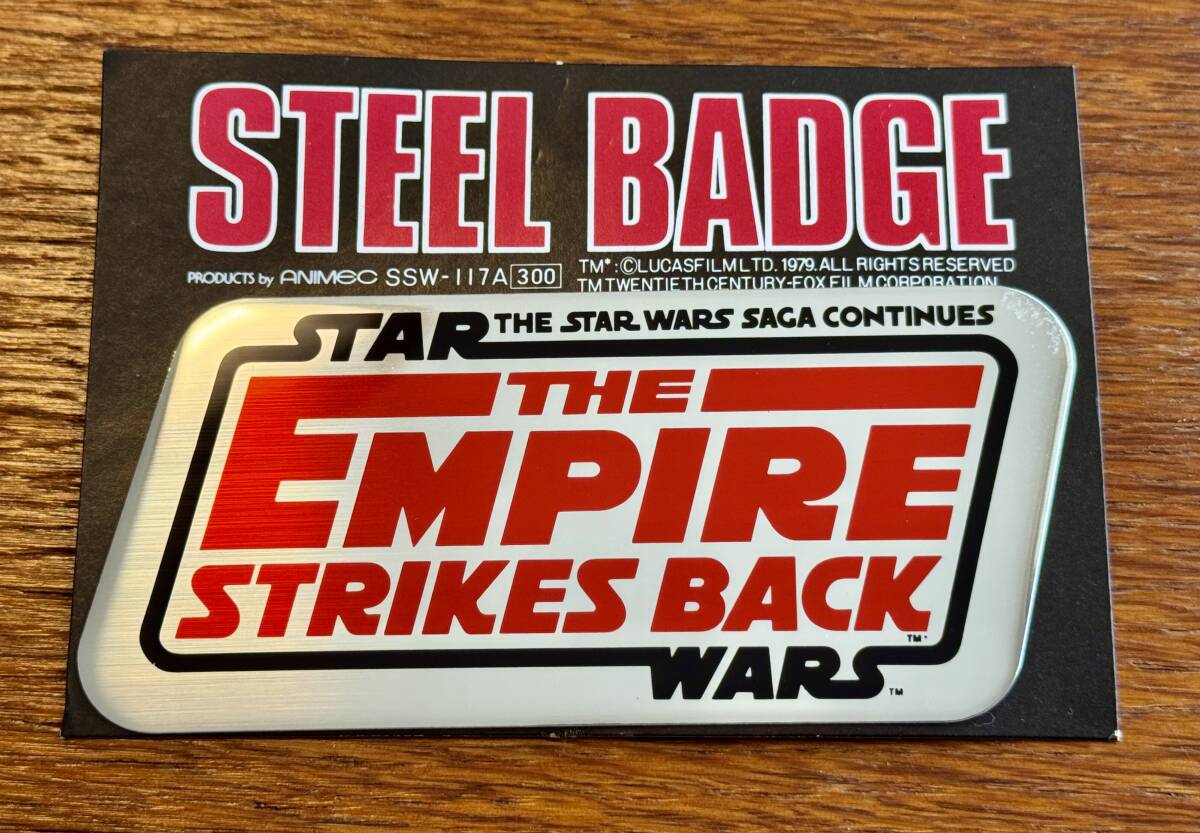 STEEL BADGE
PRODUCTS by ANIMEC SSW-117A 300
TM*:©LUCASFILM LTD. 1979. ALL RIGHTS RESERVED
TM TWENTIETH CENTURY-FOX FILM CORPORATION
STAR THE STAR WARS SAGA CONTINUES
THE
EMPIRE
STRIKES BACK
TM*
WARS TM